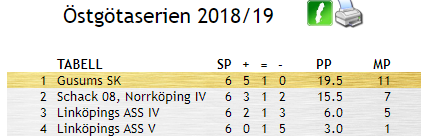 Östgötaserien 2018/19
TABELL SP + = - PP MP
1 Gusums SK 6 5 1 0 19.5 11
2 Schack 08, Norrköping IV 6 3 1 2 15.5 7
3 Linköpings ASS IV 6 2 1 3 6.0 5
4 Linköpings ASS V 6 0 1 5 3.0 1